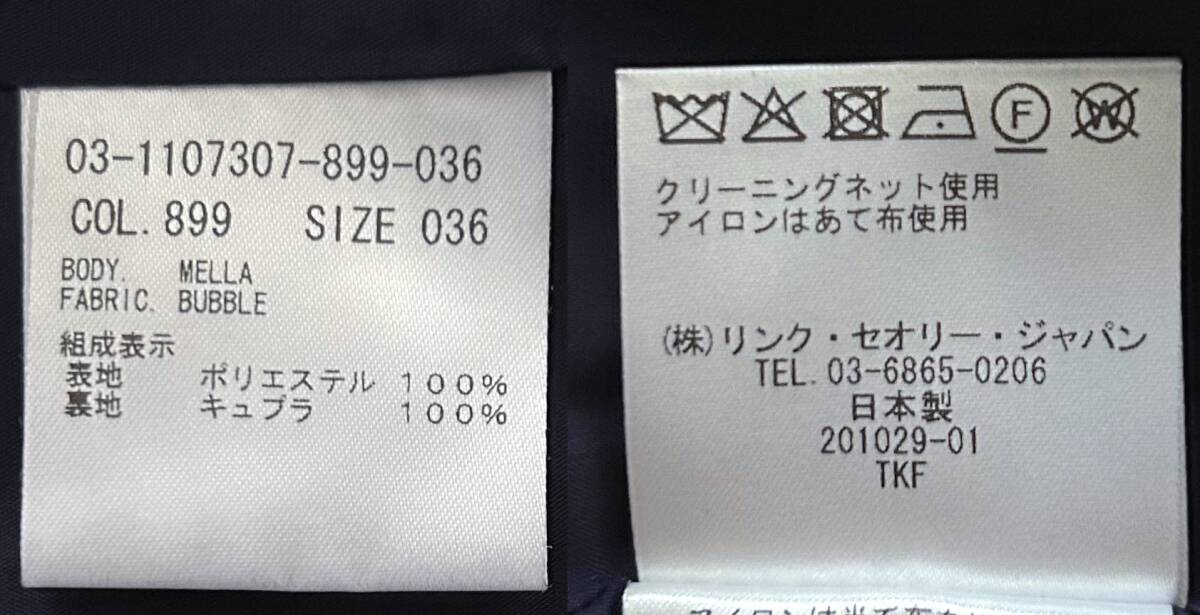 03-1107307-899-036
COL. 899 SIZE 036
BODY. MELLA
FABRIC. BUBBLE
組成表示
表地 ポリエステル 100%
裏地 キュプラ 100%
F W
クリーニングネット使用
アイロンはあて布使用
(株)リンク・セオリー・ジャパン
TEL. 03-6865-0206
日本製
201029-01
TKF